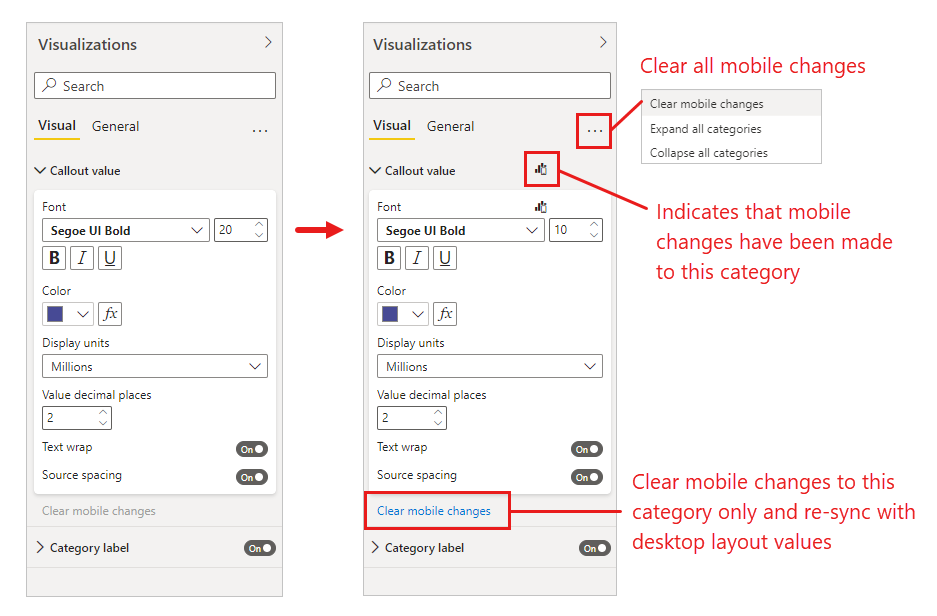 Visualizations
Search
Visual General ...
Callout value
Font
Segoe UI Bold 20
B I U
Color
fx
Display units
Millions
Value decimal places
2
Text wrap On
Source spacing On
Clear mobile changes
Category label On
Visualizations
Search
Visual General ...
Callout value
Font
Segoe UI Bold 10
B I U
Color
fx
Display units
Millions
Value decimal places
2
Text wrap On
Source spacing On
Clear mobile changes
Category label On
Clear all mobile changes
Clear mobile changes
Expand all categories
Collapse all categories
Indicates that mobile
changes have been made
to this category
Clear mobile changes to this
category only and re-sync with
desktop layout values